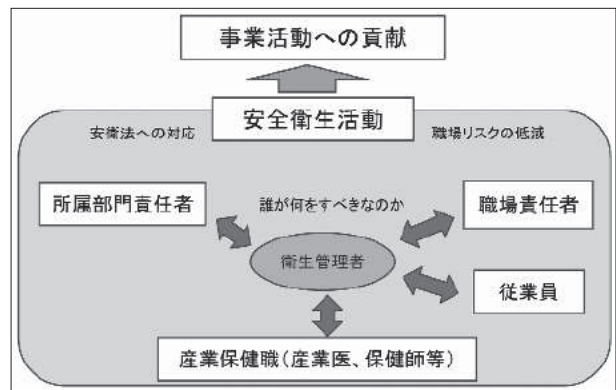 事業活動への貢献
安全衛生活動
安衛法への対応
職場リスクの低減
所属部門責任者
誰が何をすべきなのか
職場責任者
衛生管理者
従業員
産業保健職（産業医、保健師等）